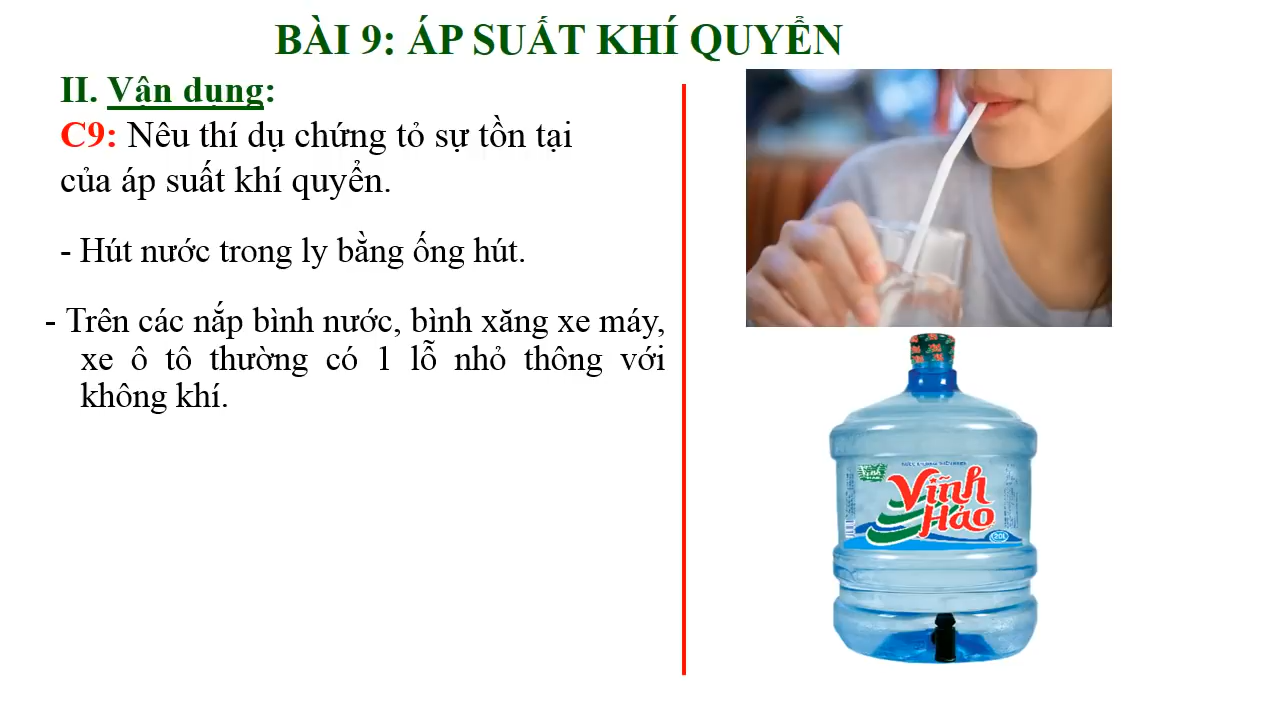 BÀI 9: ÁP SUẤT KHÍ QUYỂN
II. Vận dụng:
C9: Nêu thí dụ chứng tỏ sự tồn tại
của áp suất khí quyển.
- Hút nước trong ly bằng ống hút.
- Trên các nắp bình nước, bình xăng xe máy,
xe ô tô thường có 1 lỗ nhỏ thông với
không khí.
Vĩnh
Hảo
20L